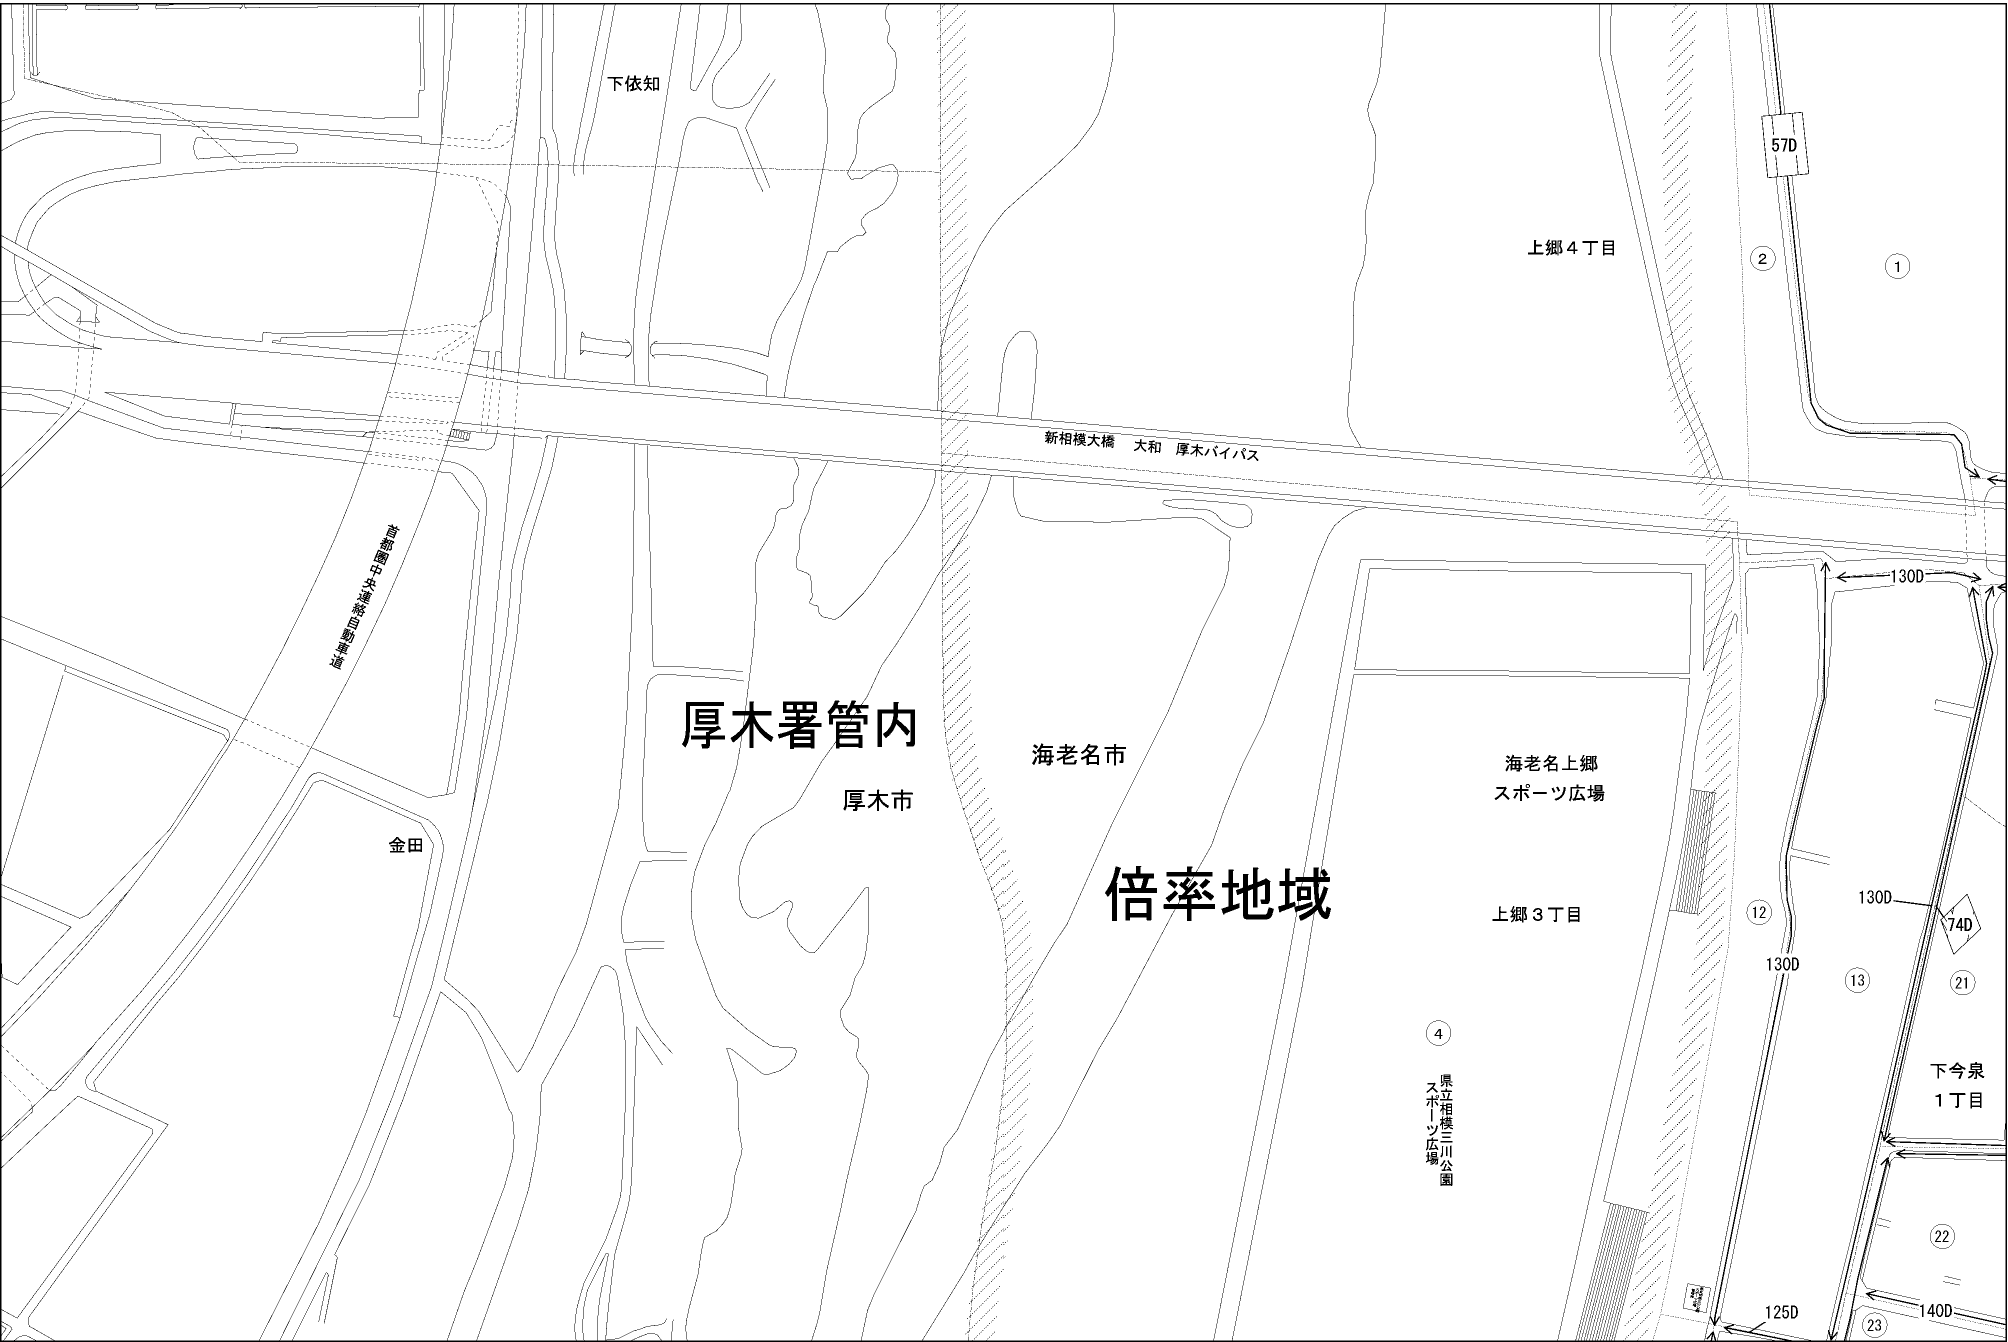 下依知
57D
上郷４丁目
2
1
新相模大橋　大和　厚木バイパス
首都圏中央連絡自動車道
130D
厚木署管内
海老名市
海老名上郷
スポーツ広場
厚木市
金田
倍率地域
130D
74D
上郷３丁目
12
130D
13
21
4
県立相模三川公園
スポーツ広場
下今泉
１丁目
22
125D
140D
23